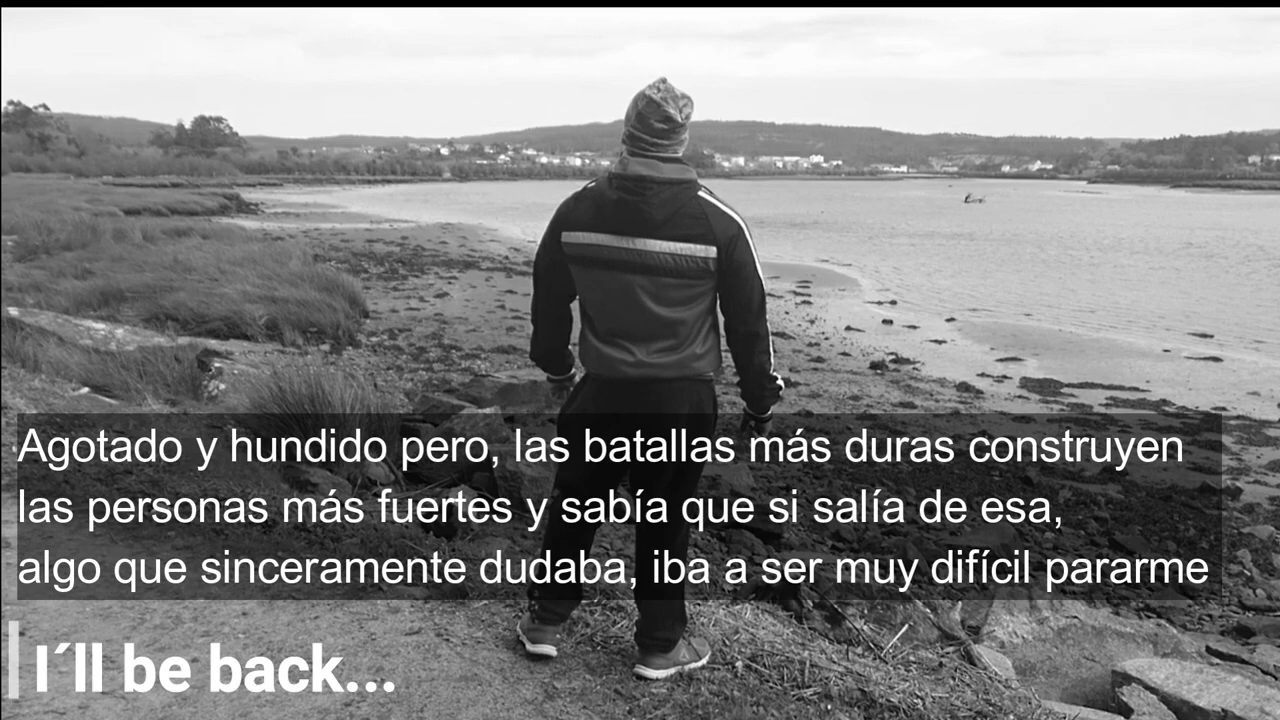 Agotado y hundido pero, las batallas más duras construyen
las personas más fuertes y sabía que si salía de esa,
algo que sinceramente dudaba, iba a ser muy difícil pararme
I´ll be back...